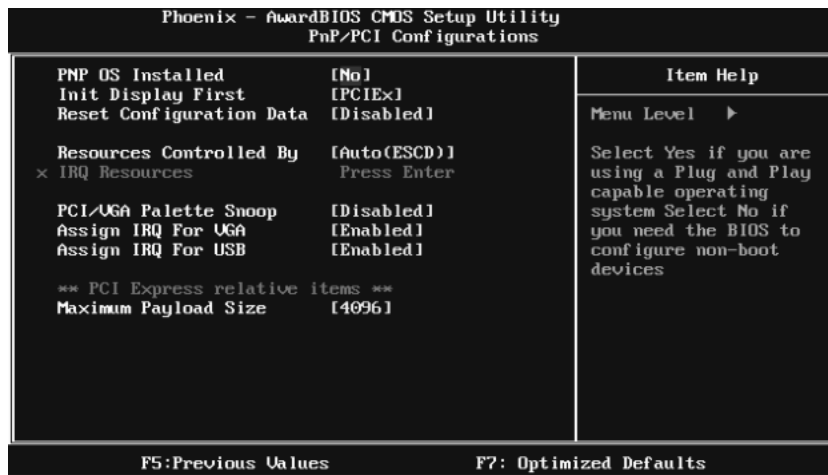 Phoenix - AwardBIOS CMOS Setup Utility
PnP/PCI Configurations
PNP OS Installed [No]
Init Display First [PCIEx]
Reset Configuration Data [Disabled]
Resources Controlled By [Auto(ESCD)]
x IRQ Resources Press Enter
PCI/VGA Palette Snoop [Disabled]
Assign IRQ For VGA [Enabled]
Assign IRQ For USB [Enabled]
** PCI Express relative items **
Maximum Payload Size [4096]
Item Help
Menu Level ▶
Select Yes if you are
using a Plug and Play
capable operating
system Select No if
you need the BIOS to
configure non-boot
devices
F5:Previous Values F7: Optimized Defaults